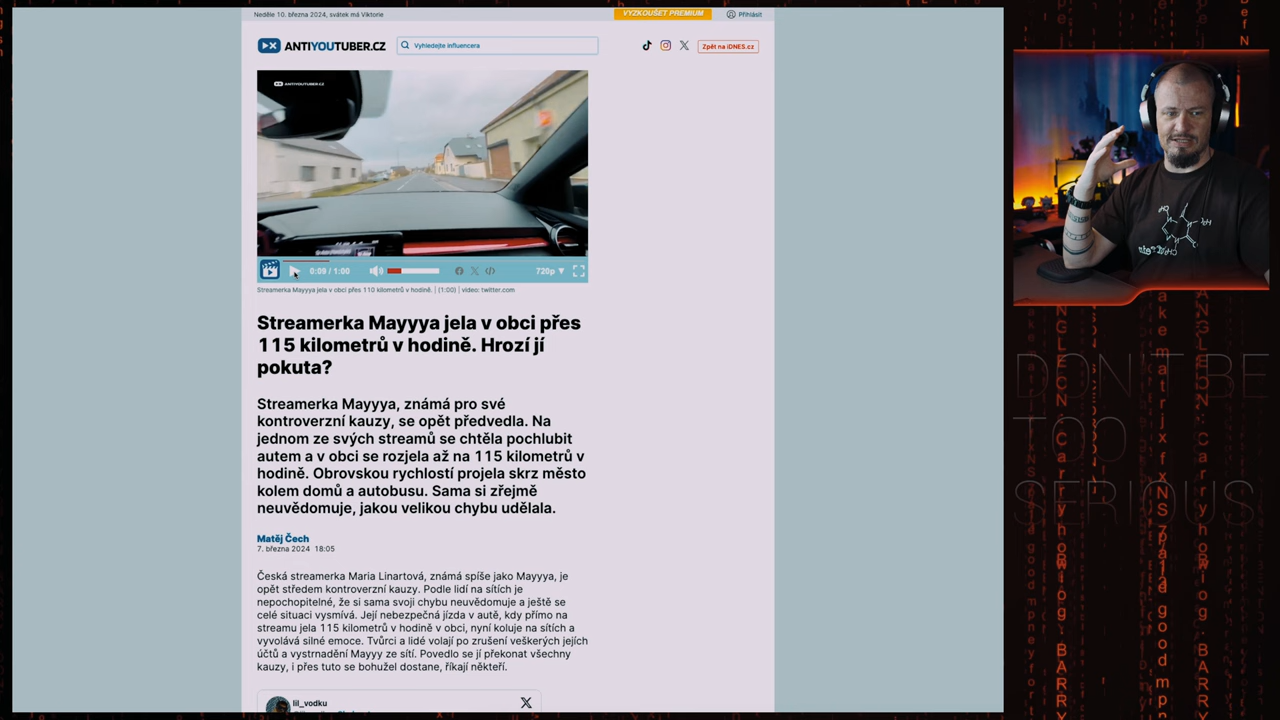 Neděle 10. března 2024, svátek má Viktorie
VYZKOUŠET PREMIUM
Přihlásit
ANTIYOUTUBER.CZ
Vyhledejte influencera
Zpět na iDNES.cz
ANTIYOUTUBER.CZ
0:09 / 1:00
720p
Streamerka Mayyya jela v obci přes 110 kilometrů v hodině. | (1:00) | video: twitter.com
Streamerka Mayyya jela v obci přes
115 kilometrů v hodině. Hrozí jí
pokuta?
Streamerka Mayyya, známá pro své
kontroverzní kauzy, se opět předvedla. Na
jednom ze svých streamů se chtěla pochlubit
autem a v obci se rozjela až na 115 kilometrů v
hodině. Obrovskou rychlostí projela skrz město
kolem domů a autobusu. Sama si zřejmě
neuvědomuje, jakou velikou chybu udělala.
Matěj Čech
7. března 2024 18:05
Česká streamerka Maria Linartová, známá spíše jako Mayyya, je
opět středem kontroverzní kauzy. Podle lidí na sítích je
nepochopitelné, že si sama svoji chybu neuvědomuje a ještě se
celé situaci vysmívá. Její nebezpečná jízda v autě, kdy přímo na
streamu jela 115 kilometrů v hodině v obci, nyní koluje na sítích a
vyvolává silné emoce. Tvůrci a lidé volají po zrušení veškerých jejích
účtů a vystrnadění Mayyy ze sítí. Povedlo se jí překonat všechny
kauzy, i přes tuto se bohužel dostane, říkají někteří.
lil_vodku
DON'T BE
TOO
SERIOUS